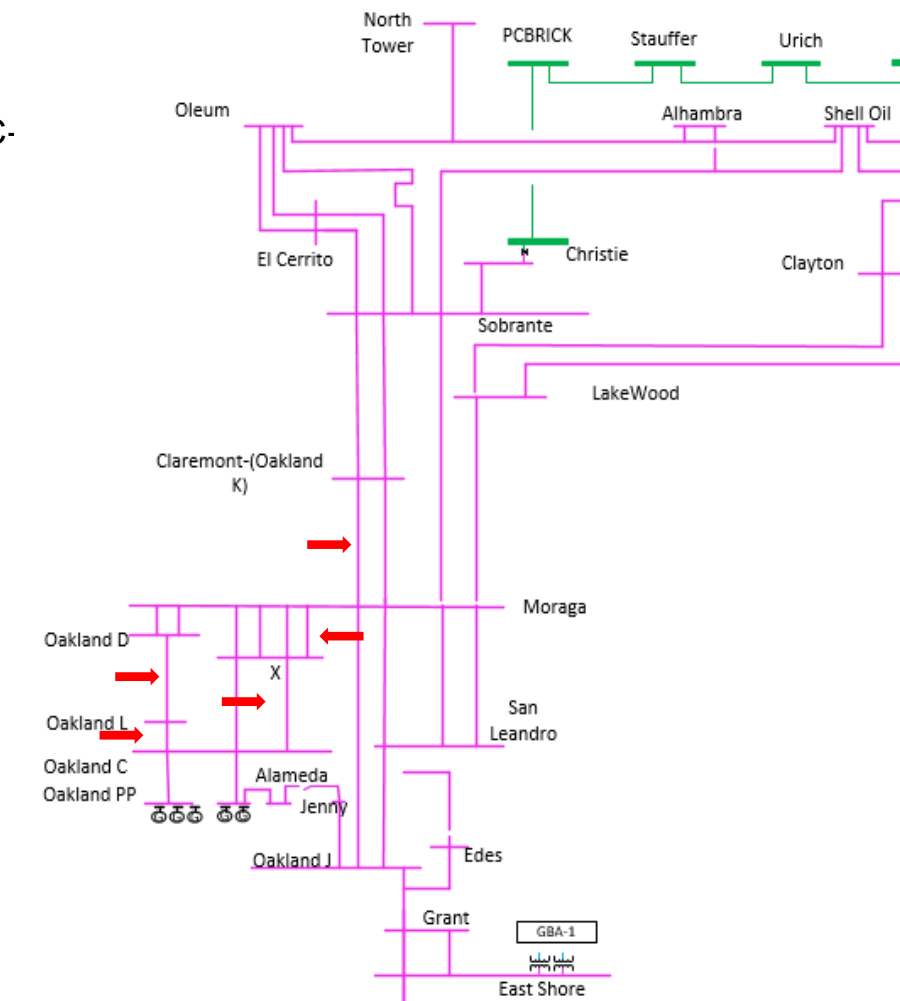 North
Tower
PCBRICK
Stauffer
Urich
Oleum
Alhambra
Shell Oil
C-
El Cerrito
Christie
Clayton
Sobrante
LakeWood
Claremont-(Oakland
K)
Moraga
Oakland D
X
Oakland L
San
Leandro
Oakland C
Oakland PP
Alameda
Jenny
G G G G G
Oakland J
Edes
Grant
GBA-1
East Shore